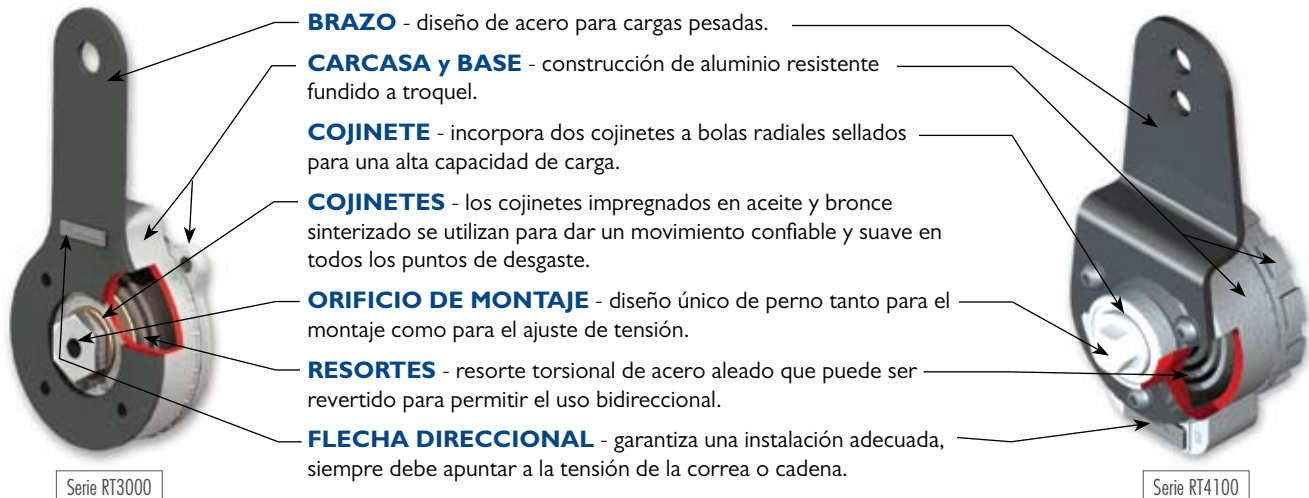 BRAZO - diseño de acero para cargas pesadas.
CARCASA y BASE - construcción de aluminio resistente
fundido a troquel.
COJINETE - incorpora dos cojinetes a bolas radiales sellados
para una alta capacidad de carga.
COJINETES - los cojinetes impregnados en aceite y bronce
sinterizado se utilizan para dar un movimiento confiable y suave en
todos los puntos de desgaste.
ORIFICIO DE MONTAJE - diseño único de perno tanto para el
montaje como para el ajuste de tensión.
RESORTES - resorte torsional de acero aleado que puede ser
revertido para permitir el uso bidireccional.
FLECHA DIRECCIONAL - garantiza una instalación adecuada,
siempre debe apuntar a la tensión de la correa o cadena.
Serie RT3000
Serie RT4100